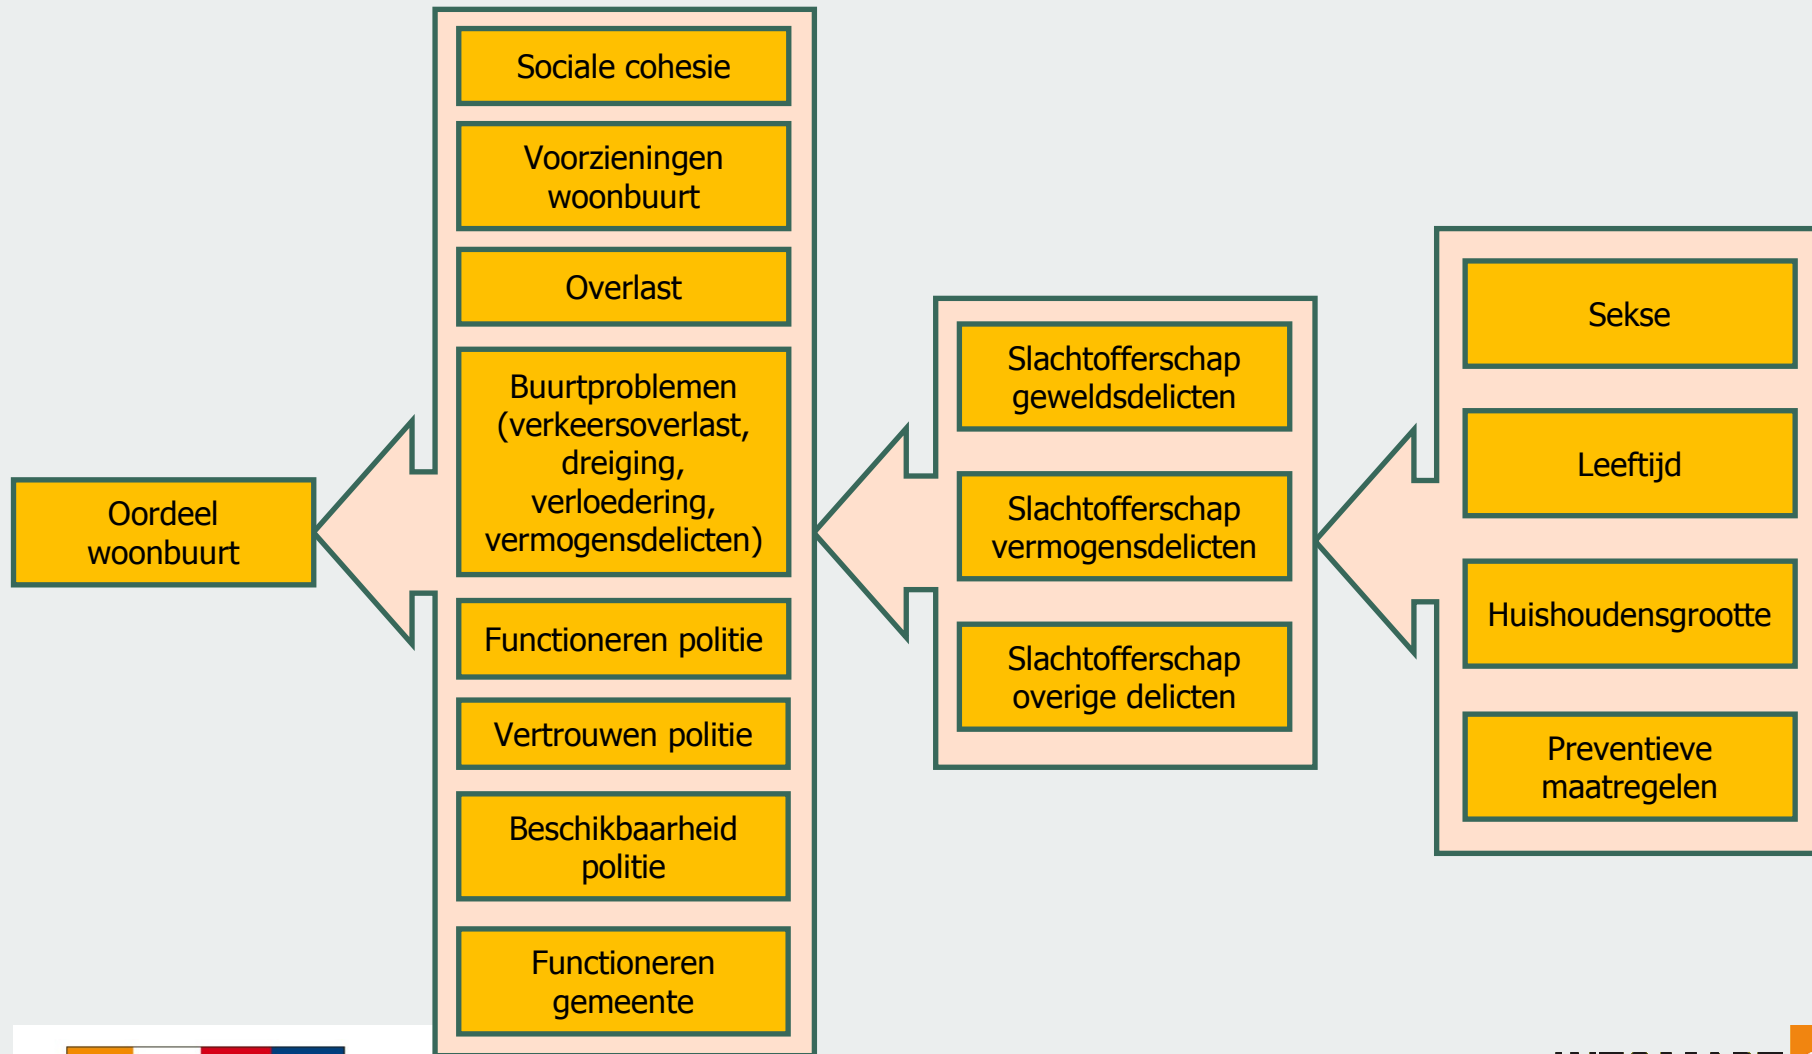 Oordeel
woonbuurt
Sociale cohesie
Voorzieningen
woonbuurt
Overlast
Buurtproblemen
(verkeersoverlast,
dreiging,
verloedering,
vermogensdelicten)
Functioneren politie
Vertrouwen politie
Beschikbaarheid
politie
Functioneren
gemeente
Slachtofferschap
geweldsdelicten
Slachtofferschap
vermogensdelicten
Slachtofferschap
overige delicten
Sekse
Leeftijd
Huishoudensgrootte
Preventieve
maatregelen